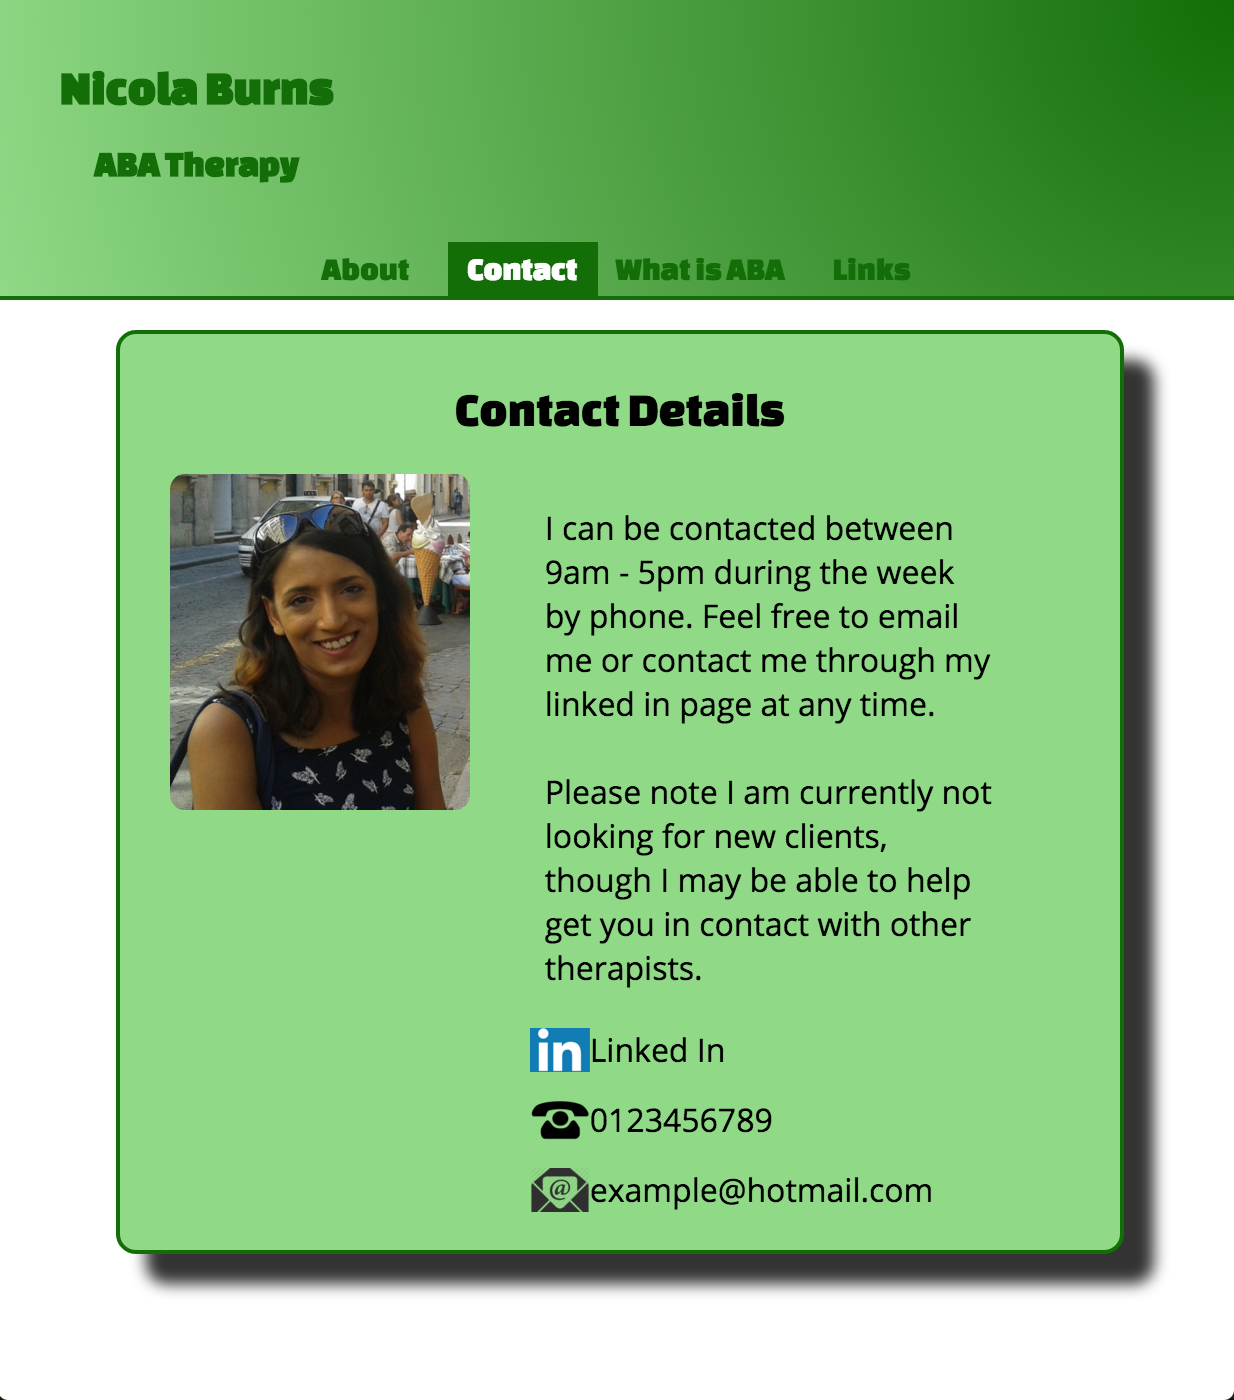 Nicola Burns
ABA Therapy
About Contact What is ABA Links
Contact Details
I can be contacted between
9am - 5pm during the week
by phone. Feel free to email
me or contact me through my
linked in page at any time.
Please note I am currently not
looking for new clients,
though I may be able to help
get you in contact with other
therapists.
in Linked In
0123456789
@ example@hotmail.com